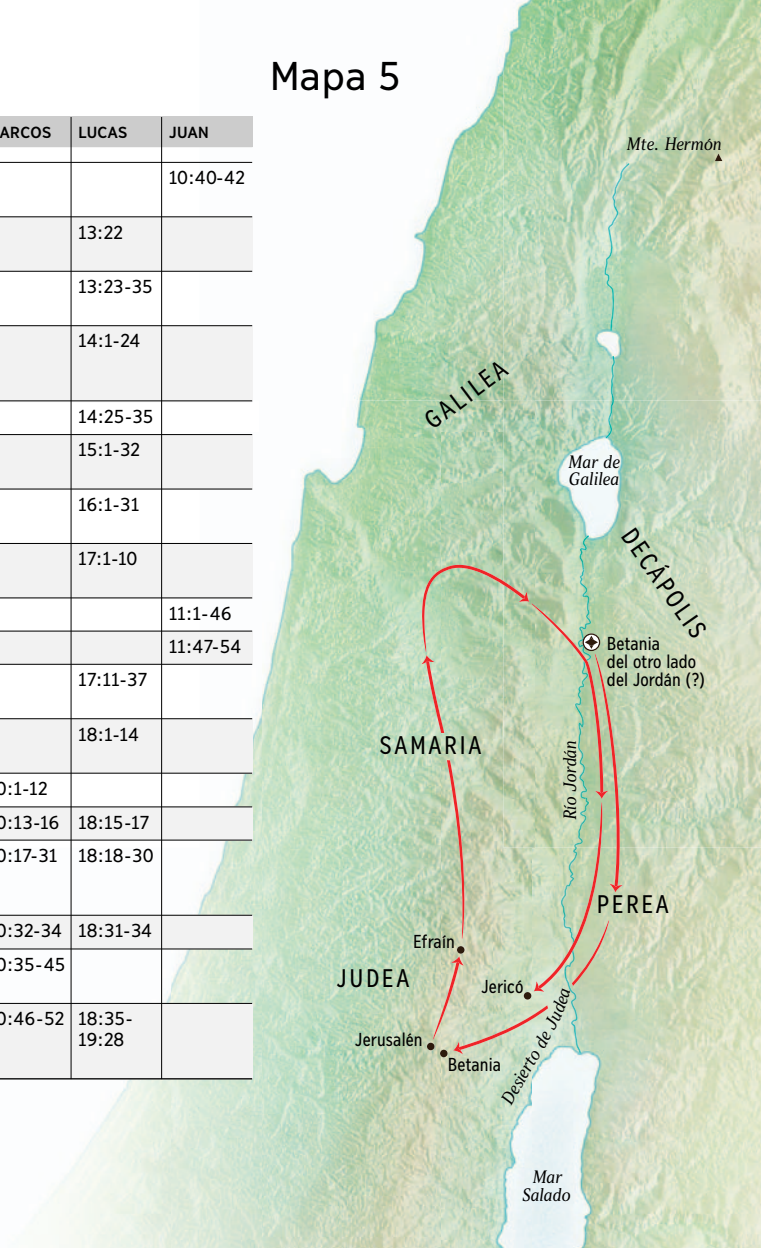 Mapa 5
ARCOS LUCAS JUAN
10:40-42
13:22
13:23-35
14:1-24
14:25-35
15:1-32
16:1-31
17:1-10
11:1-46
11:47-54
17:11-37
18:1-14
0:1-12
0:13-16 18:15-17
0:17-31 18:18-30
0:32-34 18:31-34
0:35-45
0:46-52 18:35-
19:28
Mte. Hermón
GALILEA
Mar de
Galilea
DECÁPOLIS
Betania
del otro lado
del Jordán (?)
SAMARIA
Río Jordán
PEREA
Efraín
JUDEA
Jericó
Jerusalén
Betania
Desierto de Judea
Mar
Salado